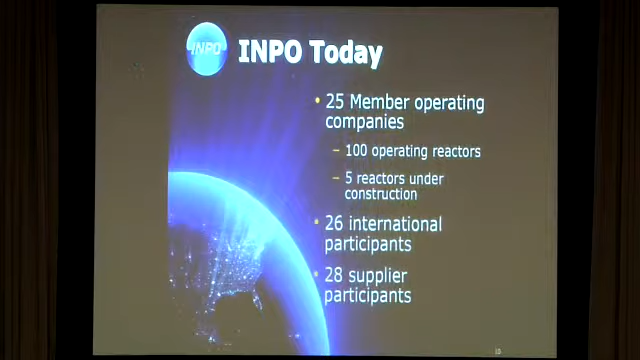 INPO
INPO Today
• 25 Member operating
companies
– 100 operating reactors
– 5 reactors under
construction
• 26 international
participants
• 28 supplier
participants